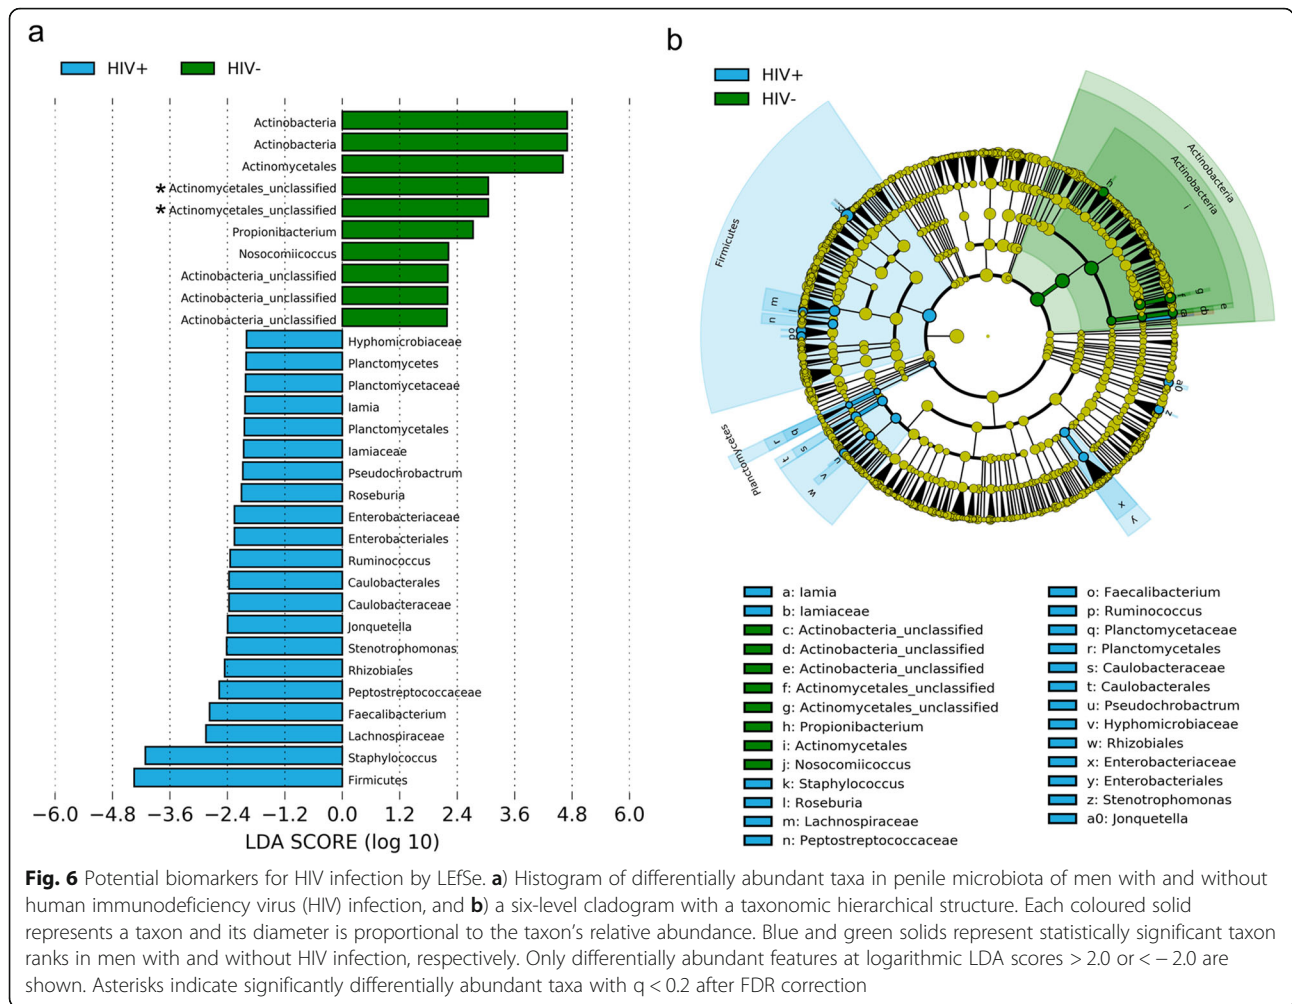 a
HIV+ HIV-
Actinobacteria
Actinobacteria
Actinomycetales
* Actinomycetales_unclassified
* Actinomycetales_unclassified
Propionibacterium
Nosocomiicoccus
Actinobacteria_unclassified
Actinobacteria_unclassified
Actinobacteria_unclassified
Hyphomicrobiaceae
Planctomycetes
Planctomycetaceae
Iamia
Planctomycetales
Iamiaceae
Pseudochrobactrum
Roseburia
Enterobacteriaceae
Enterobacteriales
Ruminococcus
Caulobacterales
Caulobacteraceae
Jonquetella
Stenotrophomonas
Rhizobiales
Peptostreptococcaceae
Faecalibacterium
Lachnospiraceae
Staphylococcus
Firmicutes
−6.0 −4.8 −3.6 −2.4 −1.2 0.0 1.2 2.4 3.6 4.8 6.0
LDA SCORE (log 10)
b
HIV+
HIV-
Actinobacteria
Actinobacteria
i
h
Firmicutes
m
n
g
e
a0
z
Planctomycetes
r
q
t
s
w
v
u
x
y
a: Iamia
b: Iamiaceae
c: Actinobacteria_unclassified
d: Actinobacteria_unclassified
e: Actinobacteria_unclassified
f: Actinomycetales_unclassified
g: Actinomycetales_unclassified
h: Propionibacterium
i: Actinomycetales
j: Nosocomiicoccus
k: Staphylococcus
l: Roseburia
m: Lachnospiraceae
n: Peptostreptococcaceae
o: Faecalibacterium
p: Ruminococcus
q: Planctomycetaceae
r: Planctomycetales
s: Caulobacteraceae
t: Caulobacterales
u: Pseudochrobactrum
v: Hyphomicrobiaceae
w: Rhizobiales
x: Enterobacteriaceae
y: Enterobacteriales
z: Stenotrophomonas
a0: Jonquetella
Fig. 6 Potential biomarkers for HIV infection by LEfSe. a) Histogram of differentially abundant taxa in penile microbiota of men with and without
human immunodeficiency virus (HIV) infection, and b) a six-level cladogram with a taxonomic hierarchical structure. Each coloured solid
represents a taxon and its diameter is proportional to the taxon's relative abundance. Blue and green solids represent statistically significant taxon
ranks in men with and without HIV infection, respectively. Only differentially abundant features at logarithmic LDA scores > 2.0 or < − 2.0 are
shown. Asterisks indicate significantly differentially abundant taxa with q < 0.2 after FDR correction